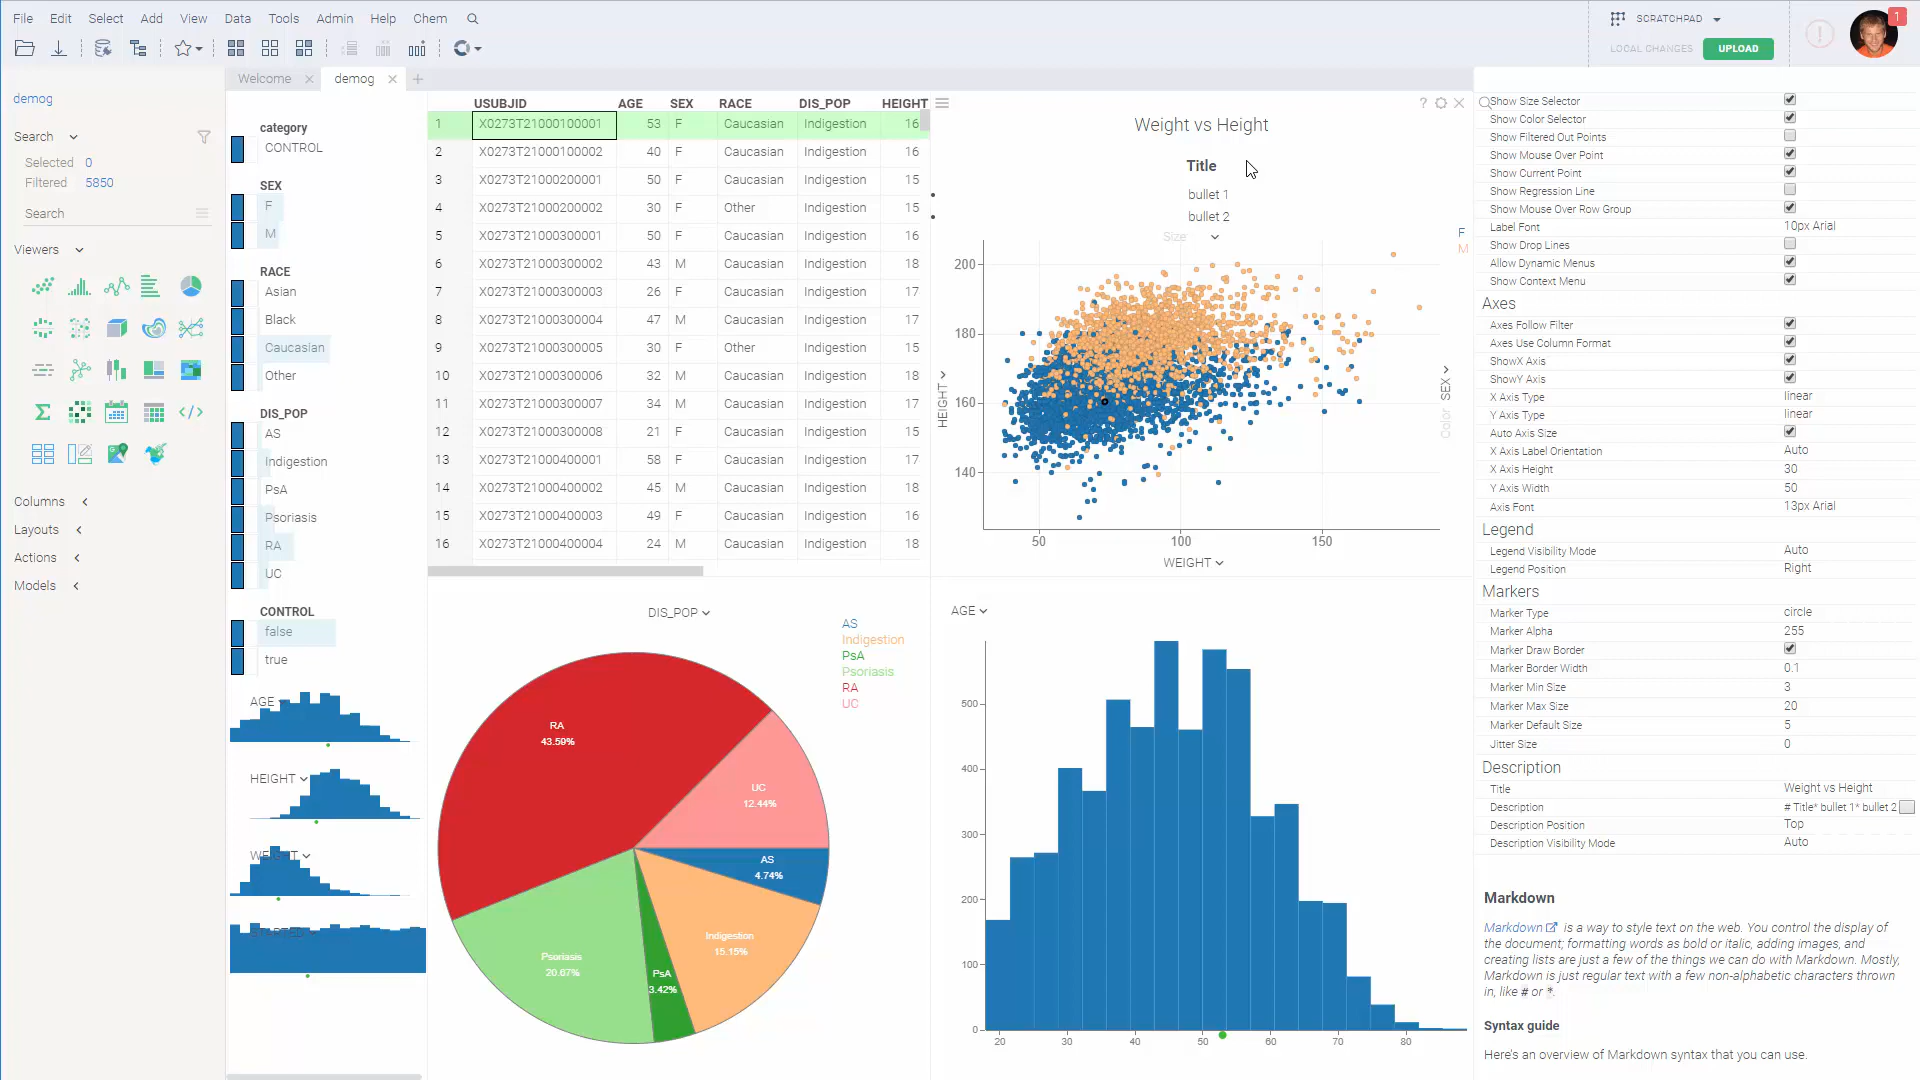 File Edit Select Add View Data Tools Admin Help Chem
SCRATCHPAD
LOCAL CHANGES UPLOAD
1
Welcome demog
demog
Search
Selected 0
Filtered 5850
Search
Viewers
Columns
Layouts
Actions
Models
category
CONTROL
SEX
F
M
RACE
Asian
Black
Caucasian
Other
DIS_POP
AS
Indigestion
PsA
Psoriasis
RA
UC
CONTROL
false
true
AGE
HEIGHT
WEIGHT
USUBJID AGE SEX RACE DIS_POP HEIGHT
1 X0273T21000100001 53 F Caucasian Indigestion 16
2 X0273T21000100002 40 F Caucasian Indigestion 16
3 X0273T21000200001 50 F Caucasian Indigestion 15
4 X0273T21000200002 30 F Other Indigestion 15
5 X0273T21000300001 50 F Caucasian Indigestion 16
6 X0273T21000300002 43 M Caucasian Indigestion 18
7 X0273T21000300003 26 F Caucasian Indigestion 17
8 X0273T21000300004 47 M Caucasian Indigestion 17
9 X0273T21000300005 30 F Other Indigestion 15
10 X0273T21000300006 32 M Caucasian Indigestion 18
11 X0273T21000300007 34 M Caucasian Indigestion 17
12 X0273T21000300008 21 F Caucasian Indigestion 15
13 X0273T21000400001 58 F Caucasian Indigestion 17
14 X0273T21000400002 45 M Caucasian Indigestion 18
15 X0273T21000400003 49 F Caucasian Indigestion 16
16 X0273T21000400004 24 M Caucasian Indigestion 18
?
Weight vs Height
Title
bullet 1
bullet 2
Size
F
M
200
180
160
140
HEIGHT
Color SEX
50 100 150
WEIGHT
DIS_POP
AS
Indigestion
PsA
Psoriasis
RA
UC
RA
43.59%
UC
12.44%
AS
4.74%
Indigestion
15.15%
PsA
3.42%
Psoriasis
20.67%
AGE
500
400
300
200
100
0
20 30 40 50 60 70 80
Show Size Selector
Show Color Selector
Show Filtered Out Points
Show Mouse Over Point
Show Current Point
Show Regression Line
Show Mouse Over Row Group
Label Font 10px Arial
Show Drop Lines
Allow Dynamic Menus
Show Context Menu
Axes
Axes Follow Filter
Axes Use Column Format
ShowX Axis
ShowY Axis
X Axis Type linear
Y Axis Type linear
Auto Axis Size
X Axis Label Orientation Auto
X Axis Height 30
Y Axis Width 50
Axis Font 13px Arial
Legend
Legend Visibility Mode Auto
Legend Position Right
Markers
Marker Type circle
Marker Alpha 255
Marker Draw Border
Marker Border Width 0.1
Marker Min Size 3
Marker Max Size 20
Marker Default Size 5
Jitter Size 0
Description
Title Weight vs Height
Description # Title* bullet 1* bullet 2
Description Position Top
Description Visibility Mode Auto
Markdown
Markdown is a way to style text on the web. You control the display of
the document; formatting words as bold or italic, adding images, and
creating lists are just a few of the things we can do with Markdown. Mostly,
Markdown is just regular text with a few non-alphabetic characters thrown
in, like # or *.
Syntax guide
Here's an overview of Markdown syntax that you can use.